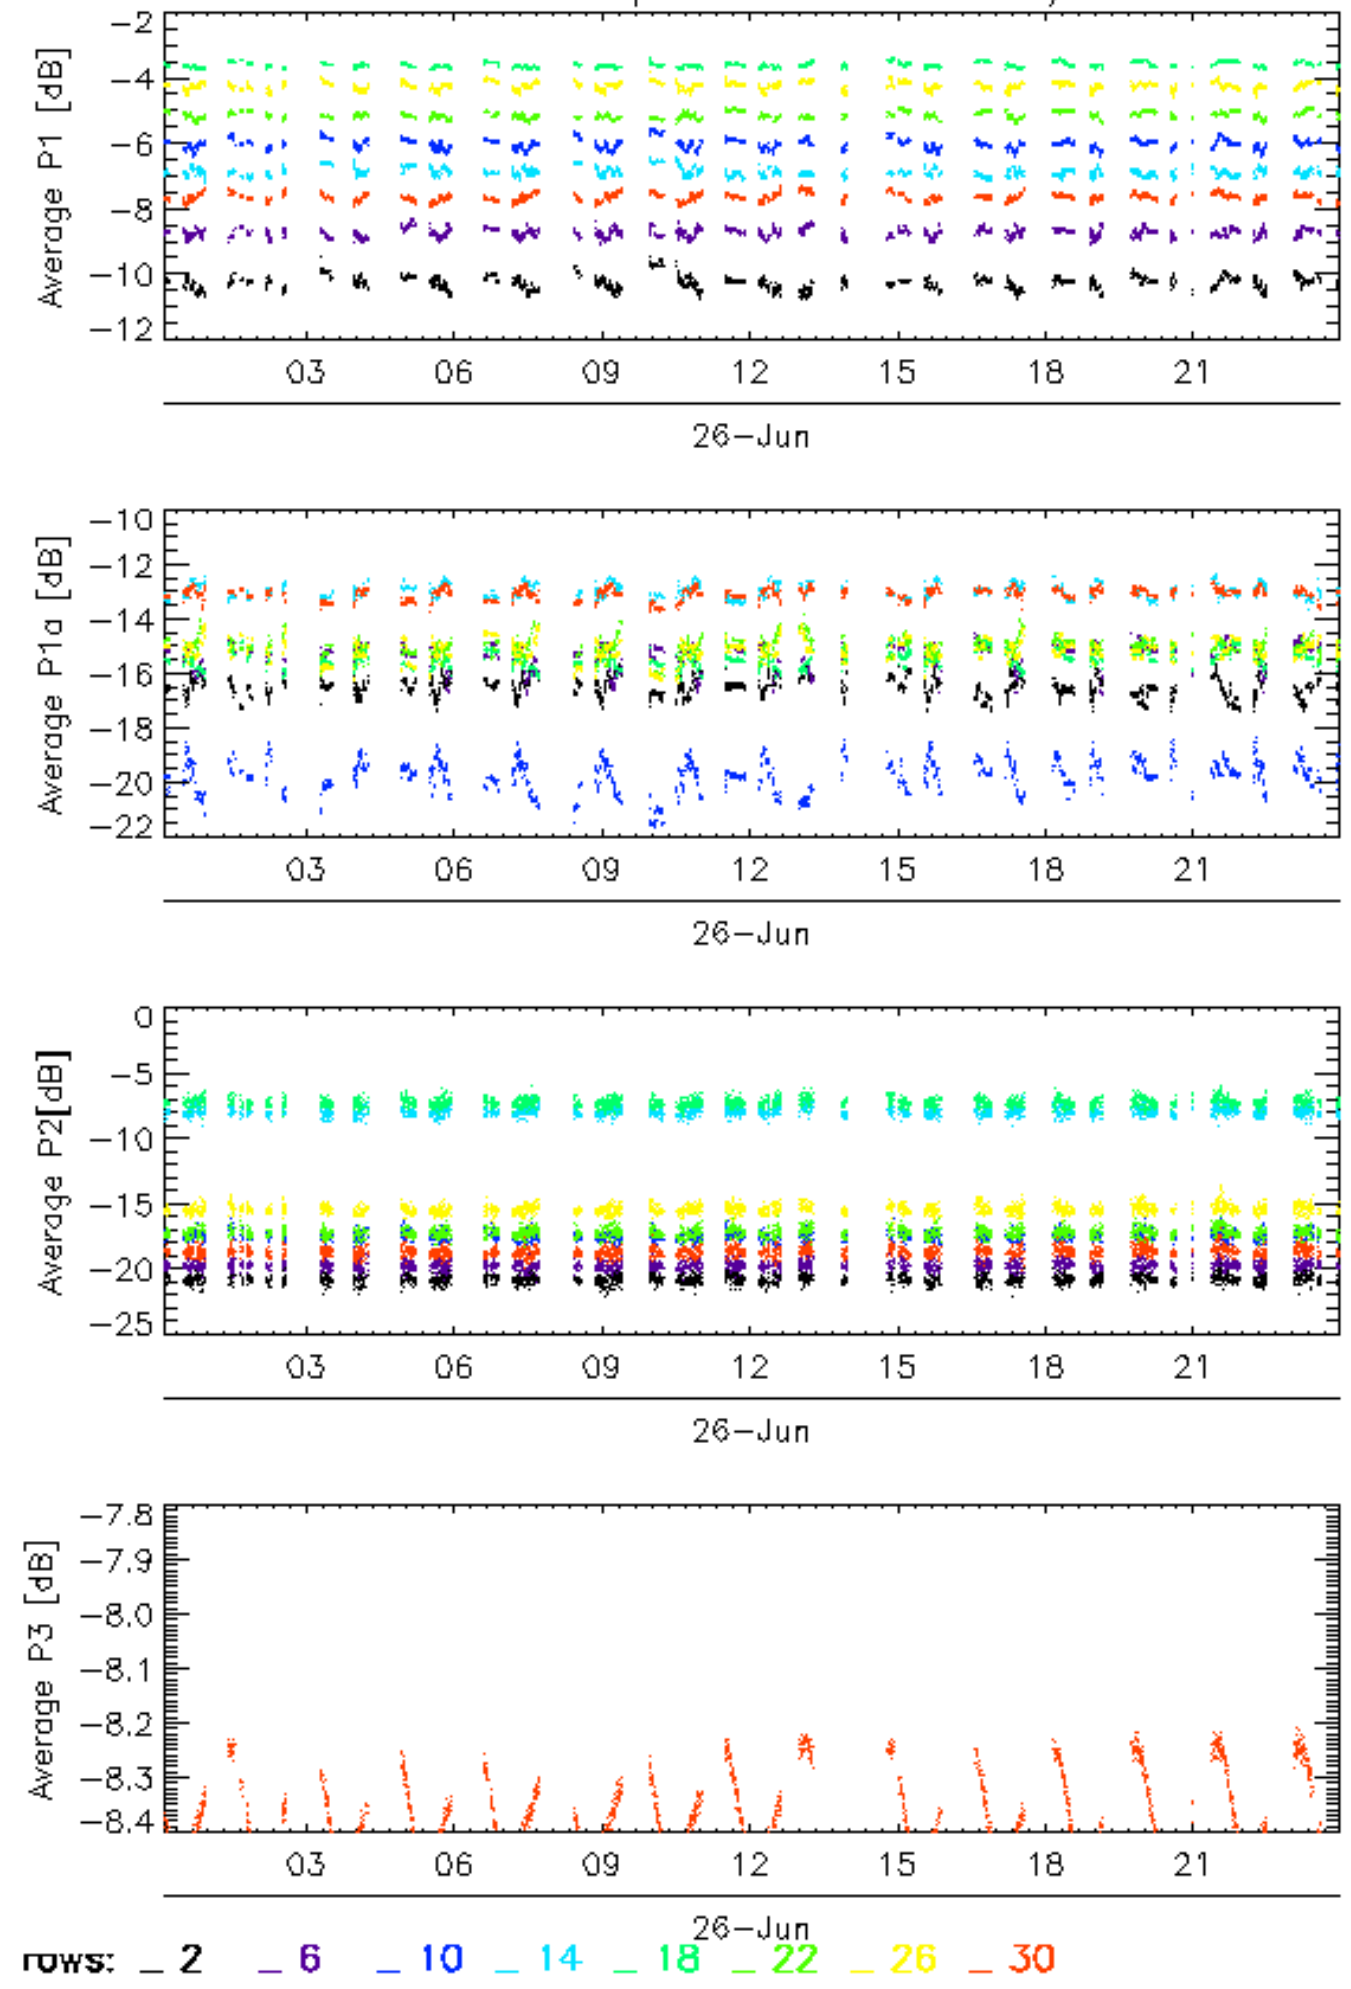 −2
−4
−6
−8
−10
−12
Average P1 [dB]
03 06 09 12 15 18 21
26−Jun
−10
−12
−14
−16
−18
−20
−22
Average P1a [dB]
03 06 09 12 15 18 21
26−Jun
0
−5
−10
−15
−20
−25
Average P2[dB]
03 06 09 12 15 18 21
26−Jun
−7.8
−7.9
−8.0
−8.1
−8.2
−8.3
−8.4
Average P3 [dB]
03 06 09 12 15 18 21
26−Jun
rows: _ 2 _ 6 _ 10 _ 14 _ 18 _ 22 _ 26 _ 30